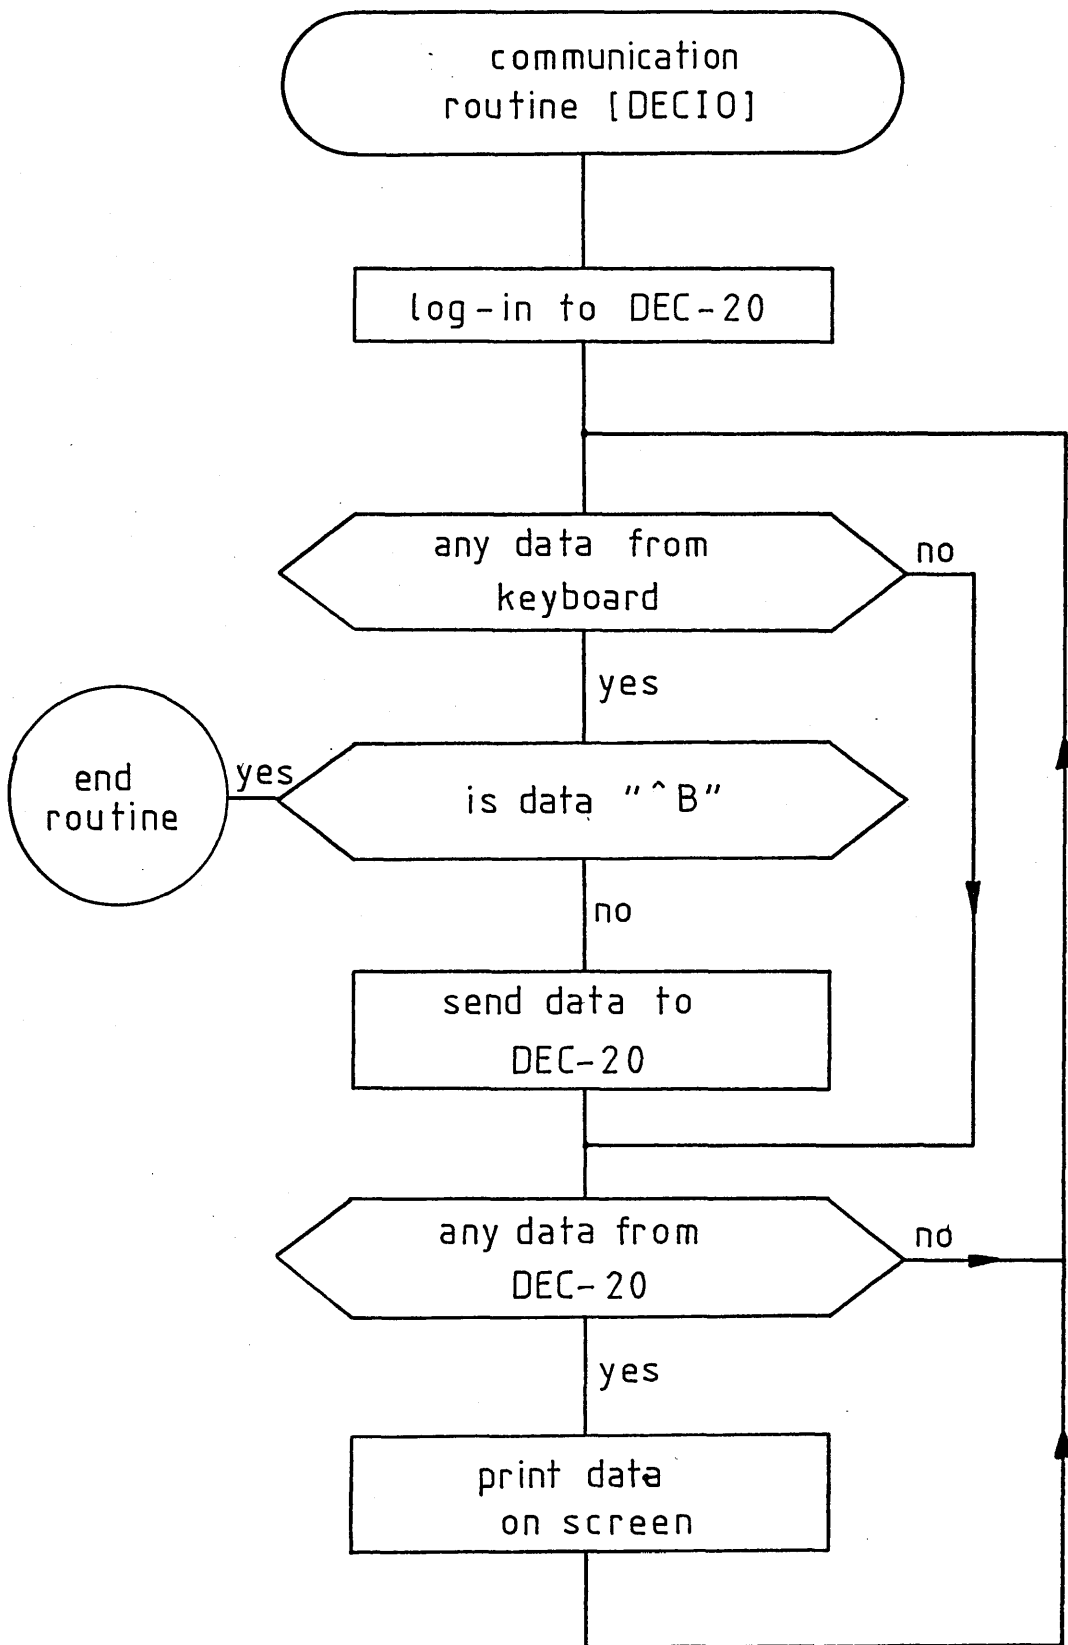 communication
routine [DECIO]
log-in to DEC-20
any data from
keyboard
no
yes
end
routine
yes
is data "^B"
no
send data to
DEC-20
any data from
DEC-20
no
yes
print data
on screen